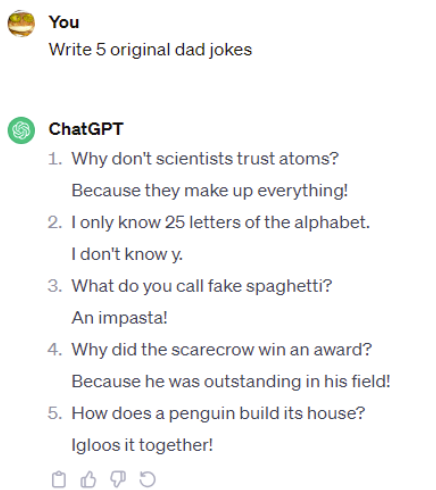 You
Write 5 original dad jokes
ChatGPT
1. Why don't scientists trust atoms?
Because they make up everything!
2. I only know 25 letters of the alphabet.
I don't know y.
3. What do you call fake spaghetti?
An impasta!
4. Why did the scarecrow win an award?
Because he was outstanding in his field!
5. How does a penguin build its house?
Igloos it together!